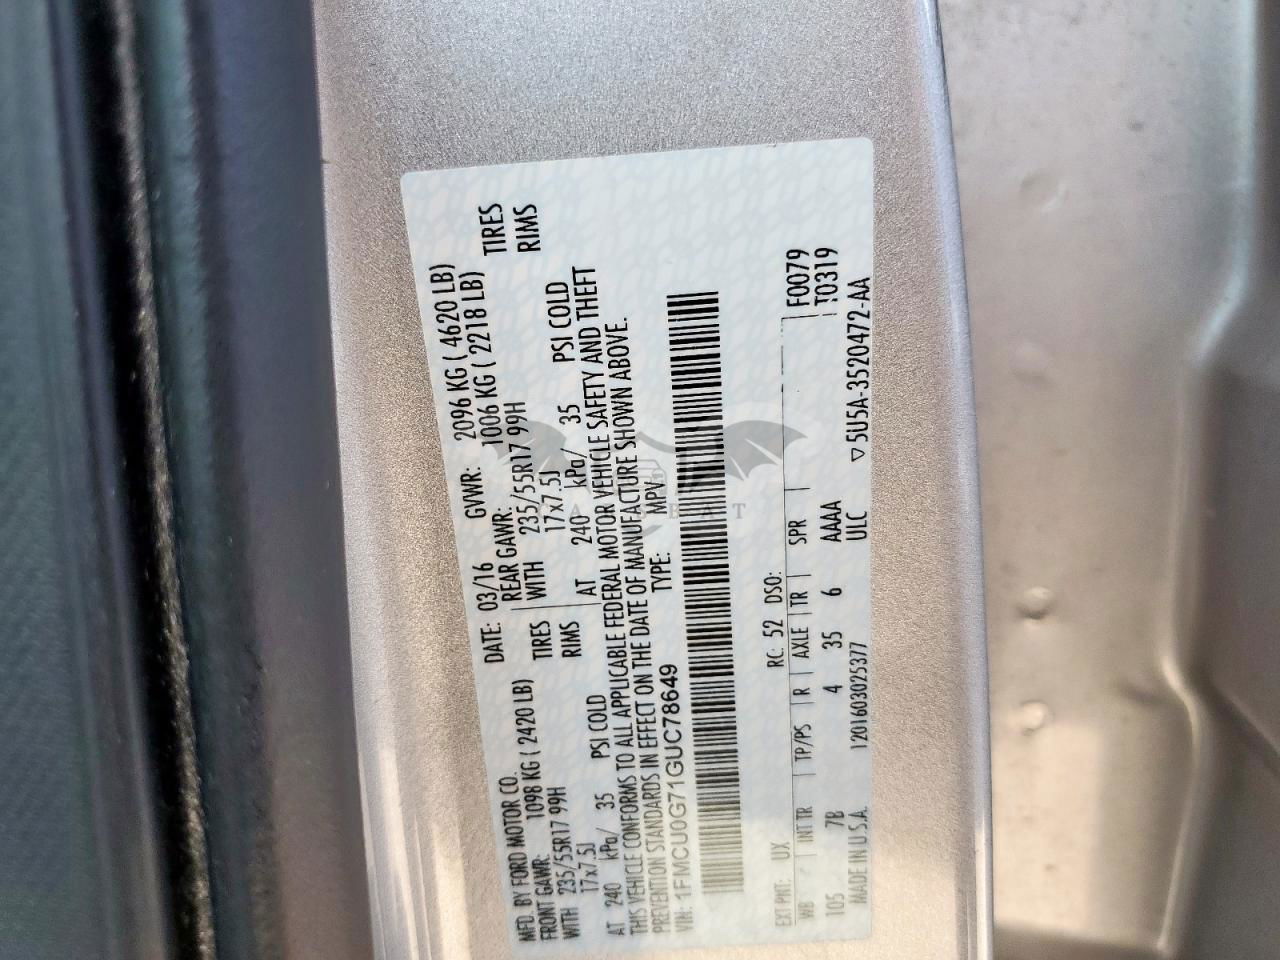 MFD. BY FORD MOTOR CO. DATE: 03/16 GVWR: 2096 KG ( 4620 LB)
FRONT GAWR: 1098 KG ( 2420 LB) REAR GAWR: 1006 KG ( 2218 LB)
WITH 235/55R17 99H TIRES WITH 235/55R17 99H TIRES
17x7.5J RIMS 17x7.5J RIMS
AT 240 kPa/ 35 PSI COLD AT 240 kPa/ 35 PSI COLD
THIS VEHICLE CONFORMS TO ALL APPLICABLE FEDERAL MOTOR VEHICLE SAFETY AND THEFT
PREVENTION STANDARDS IN EFFECT ON THE DATE OF MANUFACTURE SHOWN ABOVE.
VIN: 1FMCU0G71GUC78649 TYPE: MPV
EXT PNT: UX RC: 52 DSO: F0079
WB INT TR TP/PS R AXLE TR SPR T0319
105 7B 4 35 6 AAAA
MADE IN U.S.A. 1201603025377 ULC ▽5U5A-3520472-AA